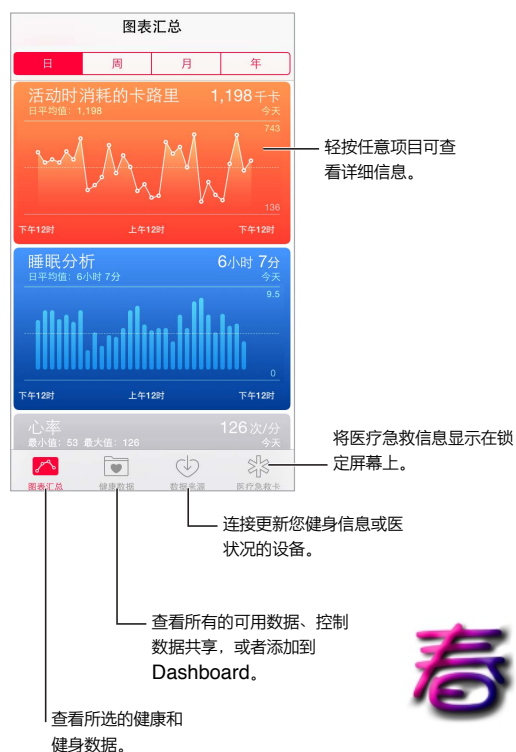 图表汇总
日 周 月 年
活动时消耗的卡路里 1,198 千卡
日平均值：1,198 今天
743
136
下午12时 上午12时 下午12时
轻按任意项目可查
看详细信息。
睡眠分析 6小时 7分
日平均值：6小时 7分 今天
9.5
0
下午12时 上午12时 下午12时
心率 126 次/分
最小值：53 最大值：126 今天
图表汇总 健康数据 数据来源 医疗急救卡
将医疗急救信息显示在锁
定屏幕上。
连接更新您健身信息或医
状况的设备。
查看所有的可用数据、控制
数据共享，或者添加到
Dashboard。
春
查看所选的健康和
健身数据。